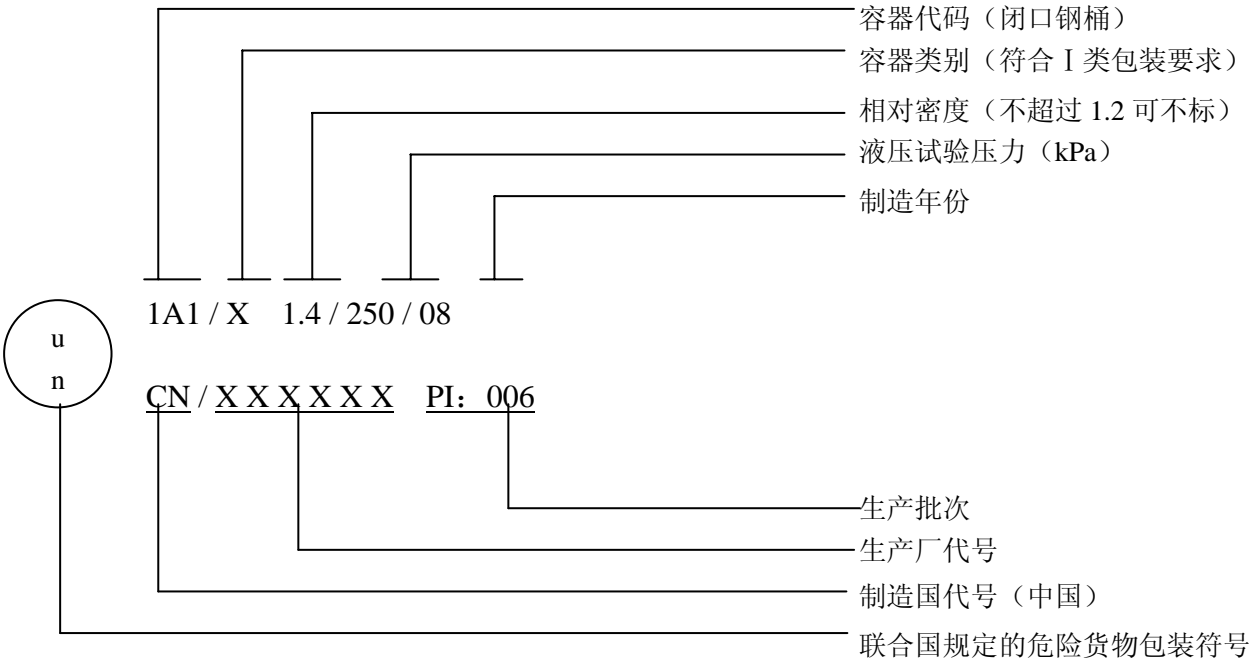 容器代码（闭口钢桶）
容器类别（符合 I 类包装要求）
相对密度（不超过 1.2 可不标）
液压试验压力（kPa）
制造年份
1A1 / X 1.4 / 250 / 08
u
n
CN / X X X X X X PI：006
生产批次
生产厂代号
制造国代号（中国）
联合国规定的危险货物包装符号